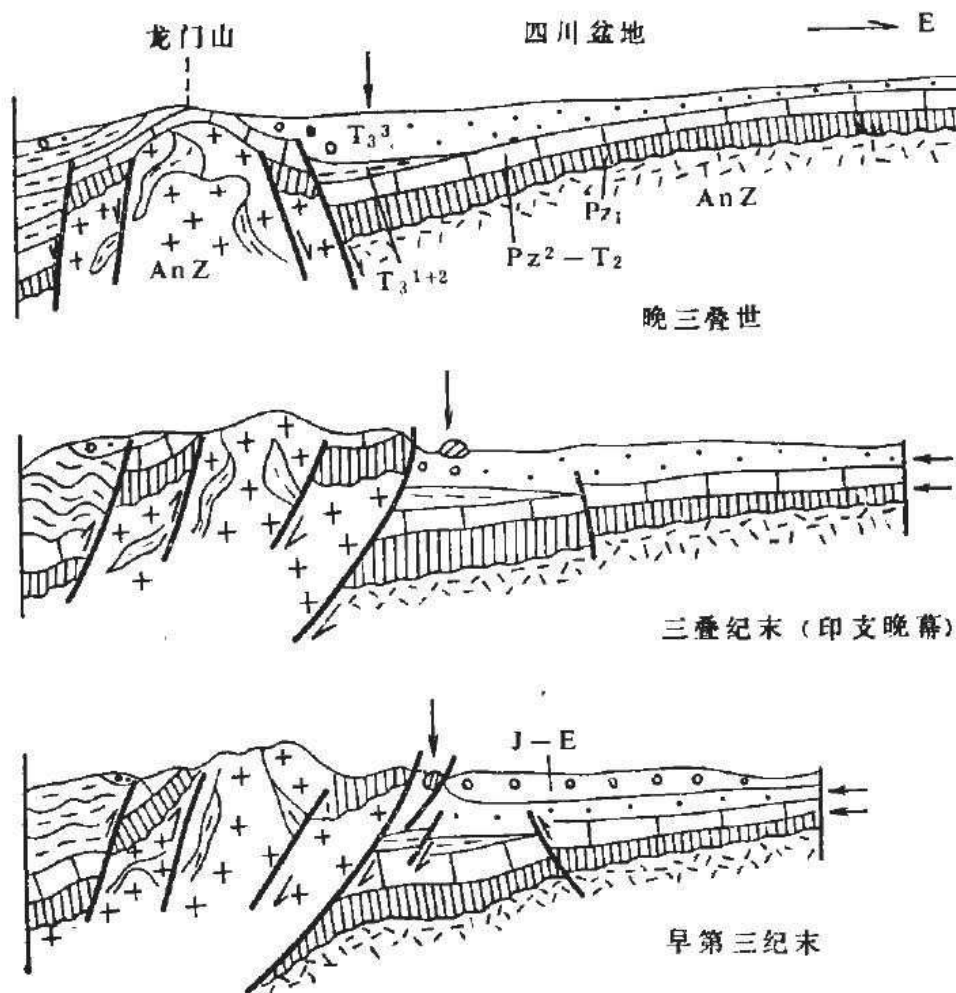 龙门山 四川盆地 E
T₃³
AnZ
Pz₁
AnZ Pz²-T₂
T₃¹⁺²
晚三叠世
三叠纪末(印支晚幕)
J-E
早第三纪末